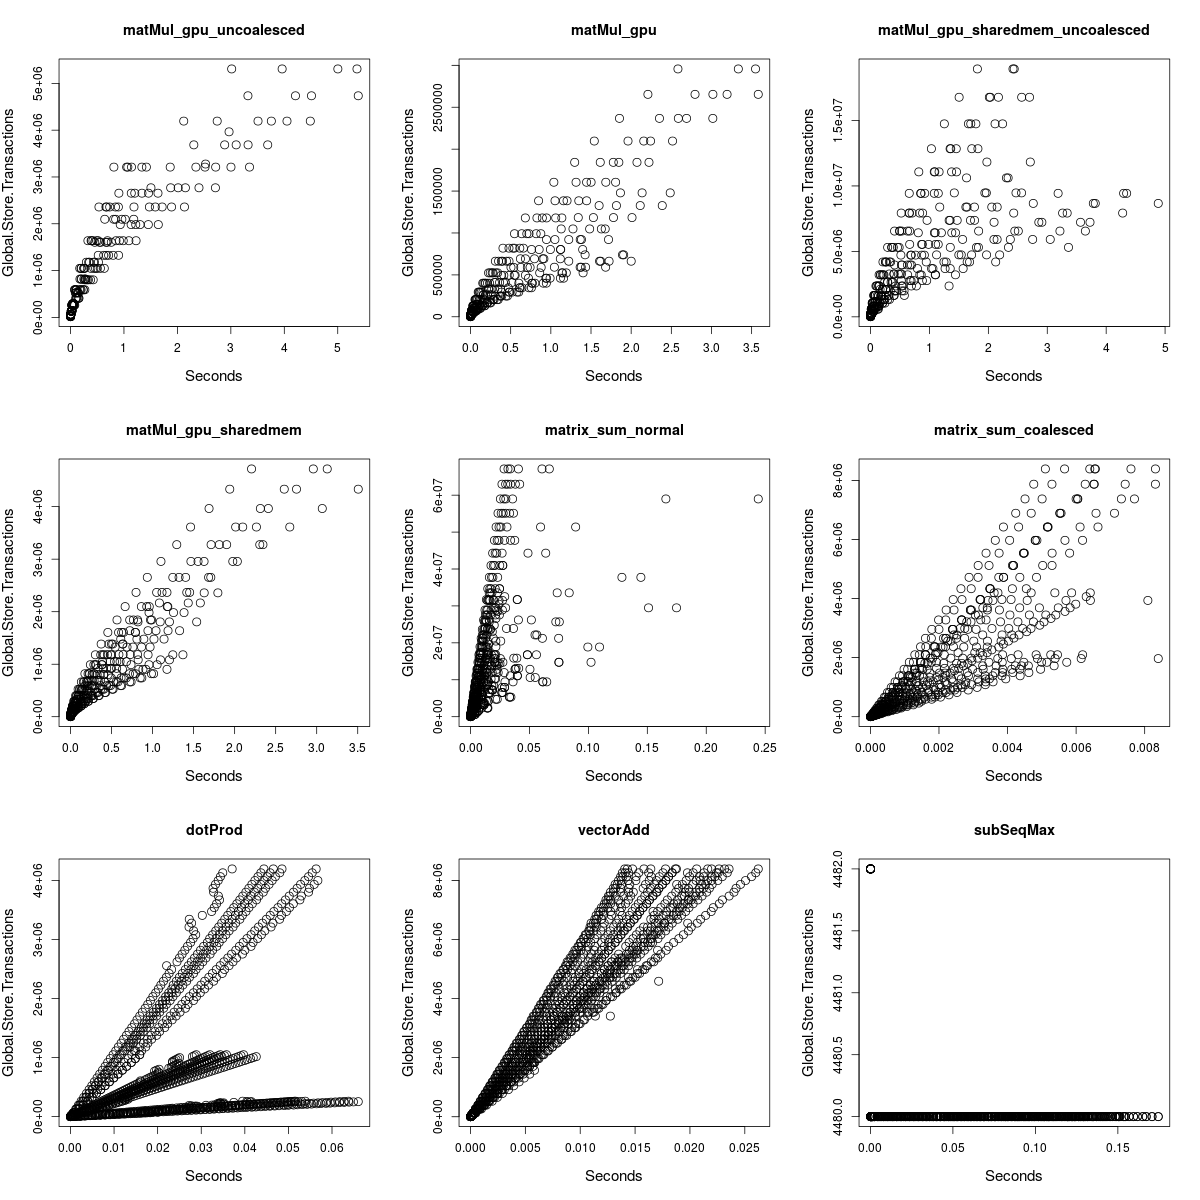 matMul_gpu_uncoalesced
Global.Store.Transactions
0e+00 1e+06 2e+06 3e+06 4e+06 5e+06
0 1 2 3 4 5
Seconds
matMul_gpu
Global.Store.Transactions
0 500000 1500000 2500000
0.0 0.5 1.0 1.5 2.0 2.5 3.0 3.5
Seconds
matMul_gpu_sharedmem_uncoalesced
Global.Store.Transactions
0.0e+00 5.0e+06 1.0e+07 1.5e+07
0 1 2 3 4 5
Seconds
matMul_gpu_sharedmem
Global.Store.Transactions
0e+00 1e+06 2e+06 3e+06 4e+06
0.0 0.5 1.0 1.5 2.0 2.5 3.0 3.5
Seconds
matrix_sum_normal
Global.Store.Transactions
0e+00 2e+07 4e+07 6e+07
0.00 0.05 0.10 0.15 0.20 0.25
Seconds
matrix_sum_coalesced
Global.Store.Transactions
0e+00 2e+06 4e+06 6e+06 8e+06
0.000 0.002 0.004 0.006 0.008
Seconds
dotProd
Global.Store.Transactions
0e+00 1e+06 2e+06 3e+06 4e+06
0.00 0.01 0.02 0.03 0.04 0.05 0.06
Seconds
vectorAdd
Global.Store.Transactions
0e+00 2e+06 4e+06 6e+06 8e+06
0.000 0.005 0.010 0.015 0.020 0.025
Seconds
subSeqMax
Global.Store.Transactions
4480.0 4480.5 4481.0 4481.5 4482.0
0.00 0.05 0.10 0.15
Seconds